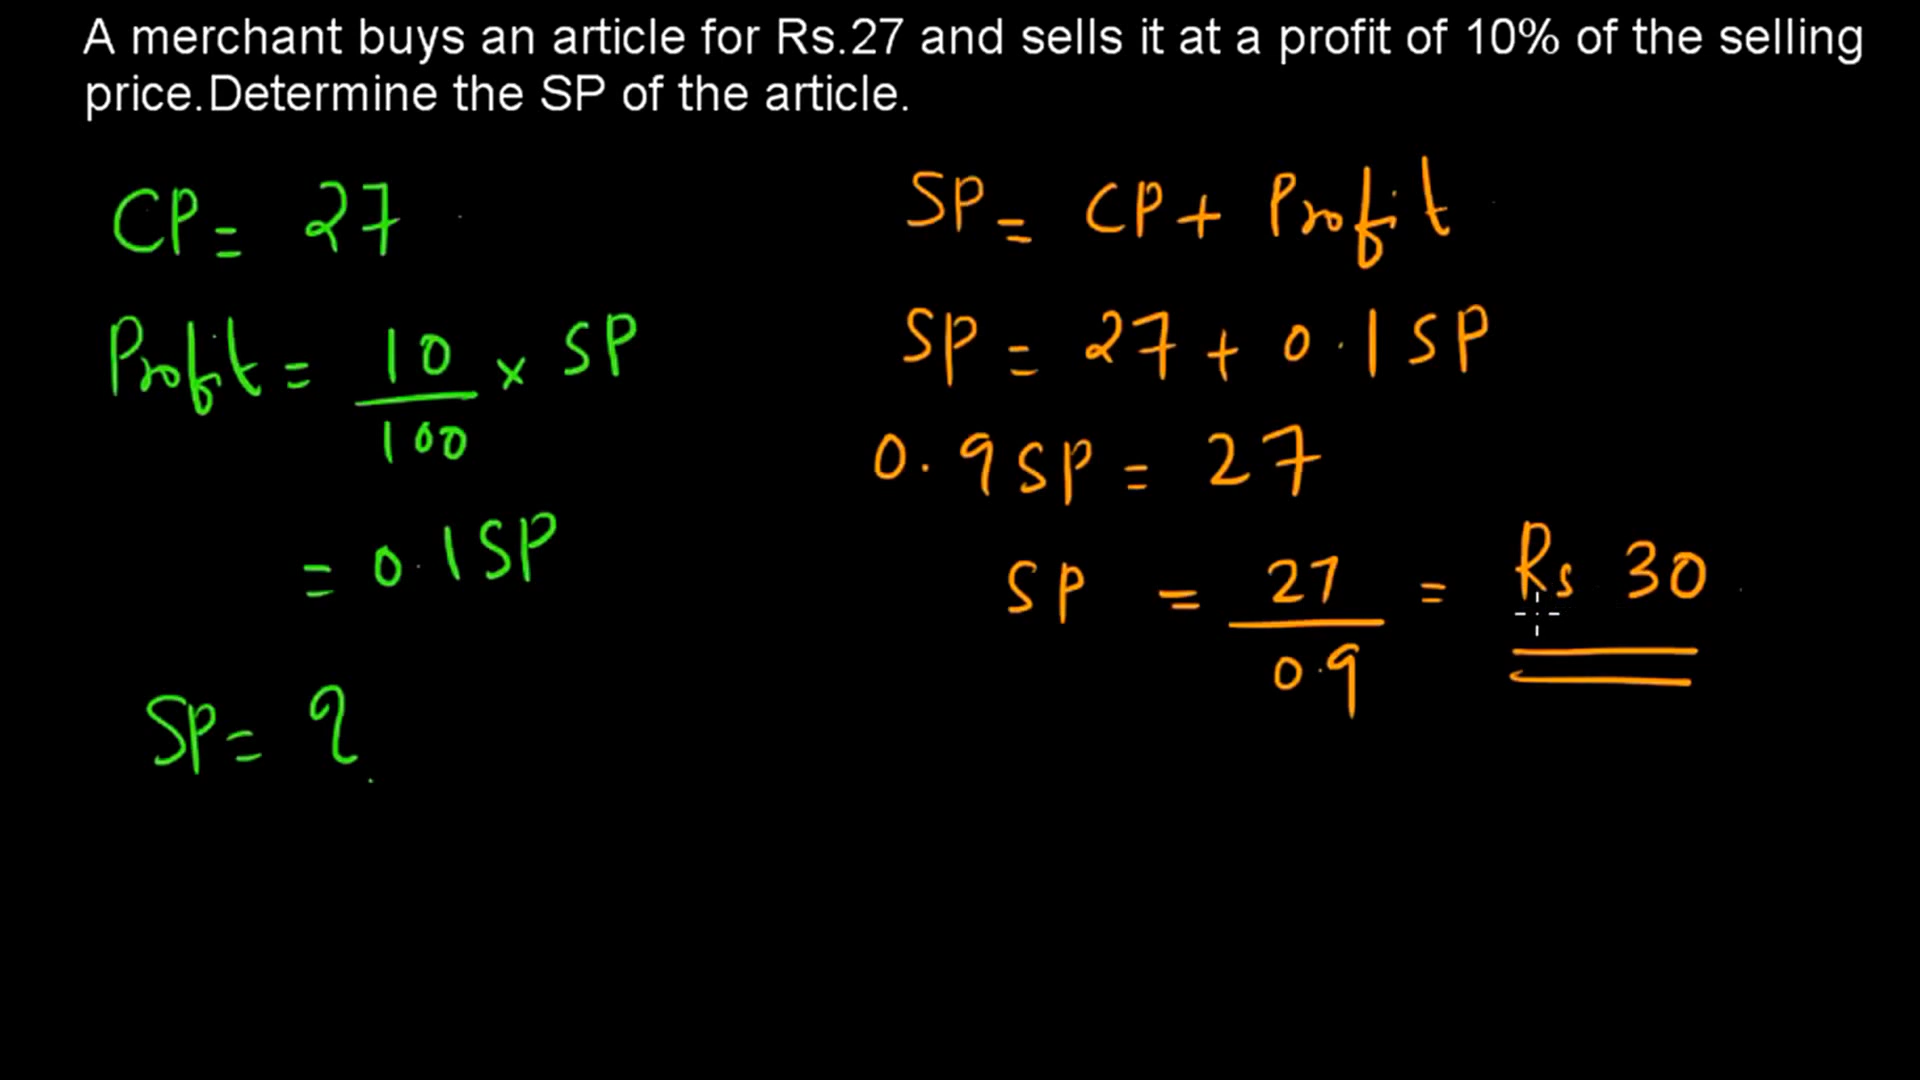 A merchant buys an article for Rs.27 and sells it at a profit of 10% of the selling
price.Determine the SP of the article.
CP = 27
Profit = 10/100 × SP
= 0.1SP
SP = ?
SP = CP + Profit
SP = 27 + 0.1SP
0.9SP = 27
SP = 27/0.9 = Rs 30